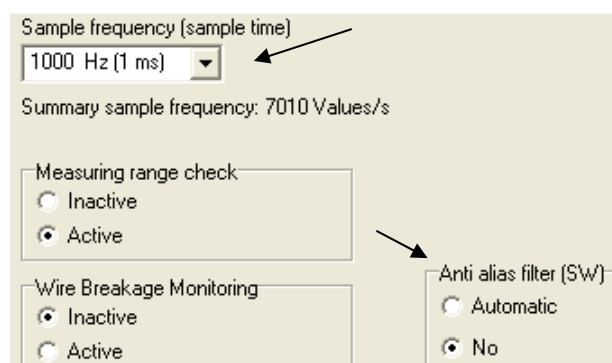 Sample frequency (sample time)
1000 Hz (1 ms)
Summary sample frequency: 7010 Values/s
Measuring range check
Inactive
Active
Wire Breakage Monitoring
Inactive
Active
Anti alias filter (SW)
Automatic
No